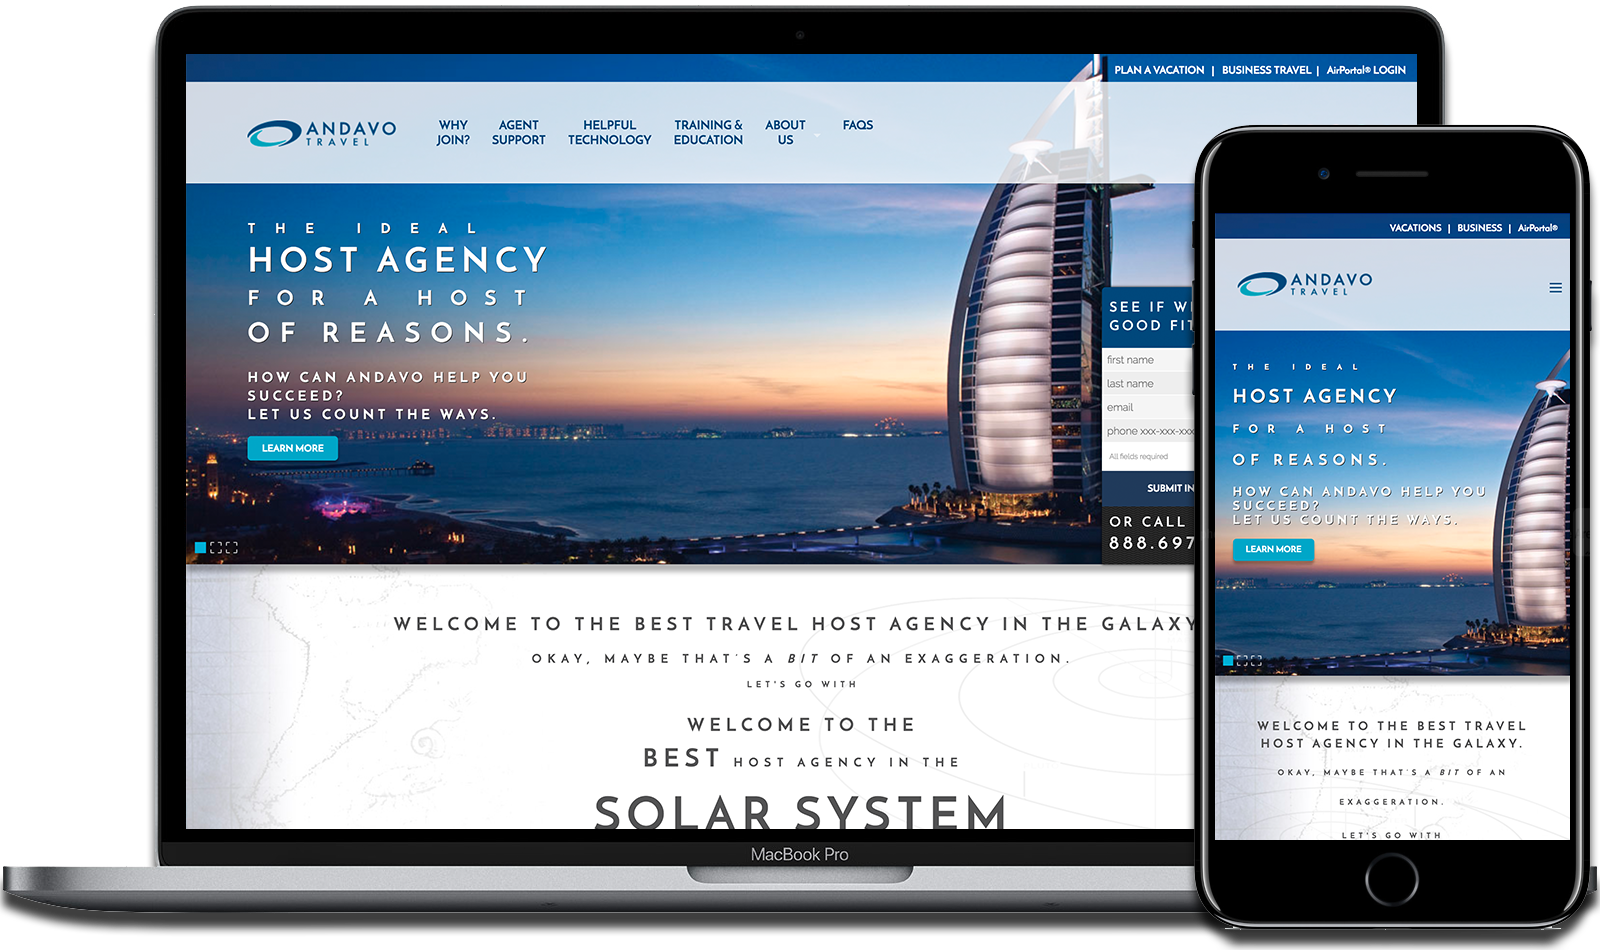 PLAN A VACATION | BUSINESS TRAVEL | AirPortal® LOGIN
ANDAVO
TRAVEL
WHY
JOIN?
AGENT
SUPPORT
HELPFUL
TECHNOLOGY
TRAINING &
EDUCATION
ABOUT
US
FAQS
THE IDEAL
HOST AGENCY
FOR A HOST
OF REASONS.
HOW CAN ANDAVO HELP YOU
SUCCEED?
LET US COUNT THE WAYS.
LEARN MORE
SEE IF
GOOD
first name
last name
email
phone xxx-xxx-xxx
All fields required
SUBMIT
OR CALL
888.697
WELCOME TO THE BEST TRAVEL HOST AGENCY IN THE GALAXY
OKAY, MAYBE THAT'S A BIT OF AN EXAGGERATION.
LET'S GO WITH
WELCOME TO THE
BEST HOST AGENCY IN THE
SOLAR SYSTEM
MacBook Pro
VACATIONS | BUSINESS | AirPortal®
ANDAVO
TRAVEL
THE IDEAL
HOST AGENCY
FOR A HOST
OF REASONS.
HOW CAN ANDAVO HELP YOU
SUCCEED?
LET US COUNT THE WAYS.
LEARN MORE
WELCOME TO THE BEST TRAVEL
HOST AGENCY IN THE GALAXY.
OKAY, MAYBE THAT'S A BIT OF AN
EXAGGERATION.
LET'S GO WITH